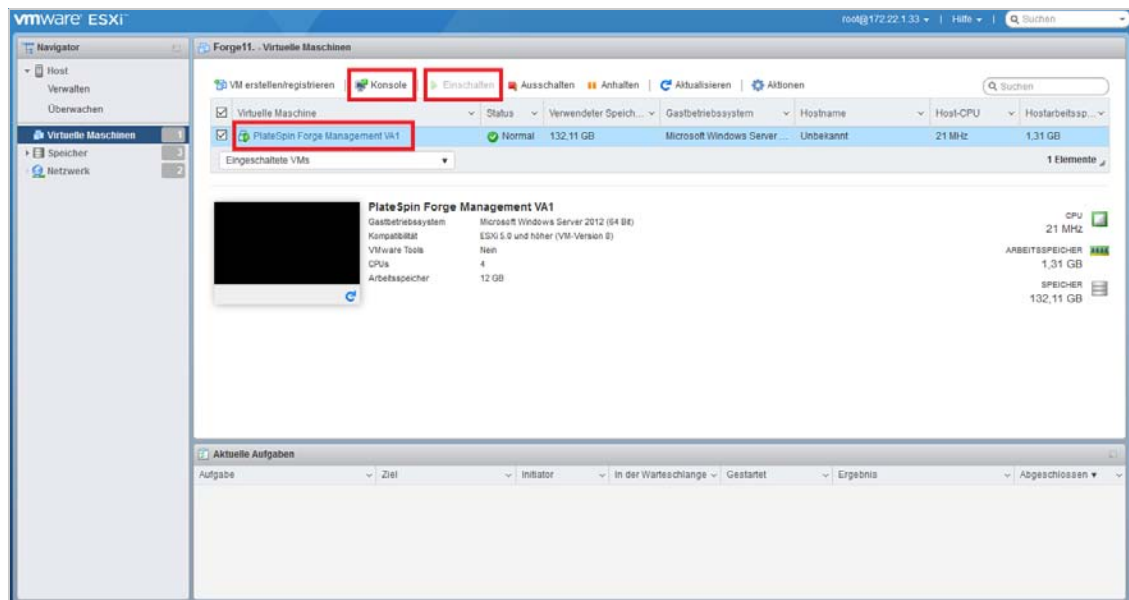 vmware ESXi™
root@172.22.1.33 | Hilfe | Suchen
Navigator
Host
Verwalten
Überwachen
Virtuelle Maschinen 1
Speicher 3
Netzwerk 2
Forge11. - Virtuelle Maschinen
VM erstellen/registrieren | Konsole | Einschalten Ausschalten Anhalten | Aktualisieren | Aktionen Suchen
Virtuelle Maschine Status Verwendeter Speich... Gastbetriebssystem Hostname Host-CPU Hostarbeitssp...
PlateSpin Forge Management VA1 Normal 132,11 GB Microsoft Windows Server ... Unbekannt 21 MHz 1,31 GB
Eingeschaltete VMs 1 Elemente
PlateSpin Forge Management VA1
Gastbetriebssystem Microsoft Windows Server 2012 (64 Bit)
Kompatibilität ESXi 5.0 und höher (VM-Version 8)
VMware Tools Nein
CPUs 4
Arbeitsspeicher 12 GB
CPU
21 MHz
ARBEITSSPEICHER
1,31 GB
SPEICHER
132,11 GB
Aktuelle Aufgaben
Aufgabe Ziel Initiator In der Warteschlange Gestartet Ergebnis Abgeschlossen